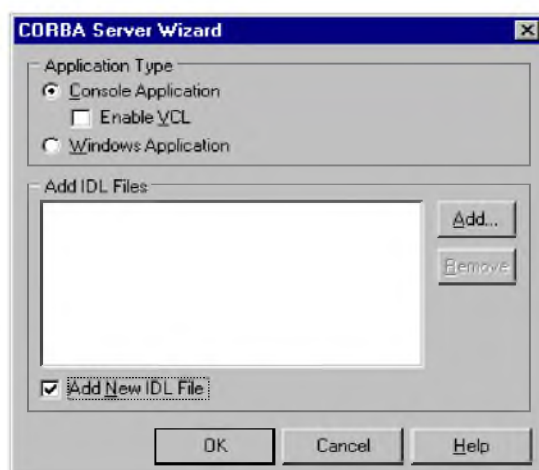 CORBA Server Wizard
Application Type
Console Application
Enable VCL
Windows Application
Add IDL Files
Add...
Remove
Add New IDL File
OK Cancel Help